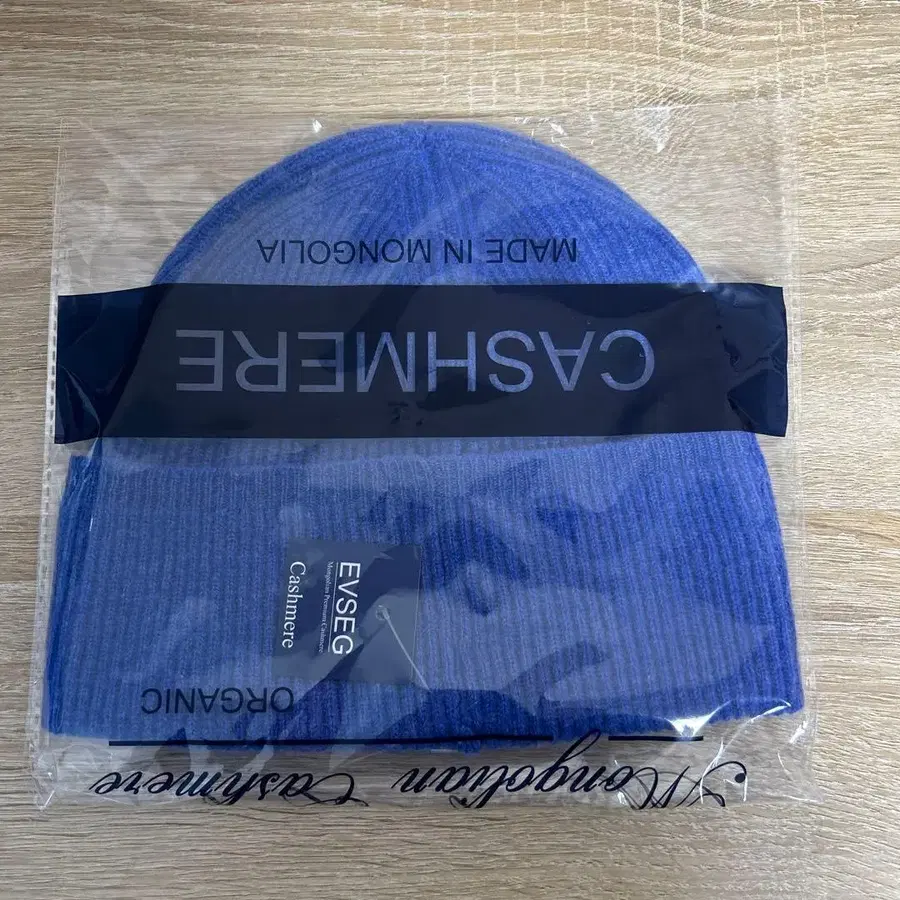 Mongolian Cashmere
ORGANIC
CASHMERE
MADE IN MONGOLIA
EVSEG
Mongolian Premium Cashmere
Cashmere